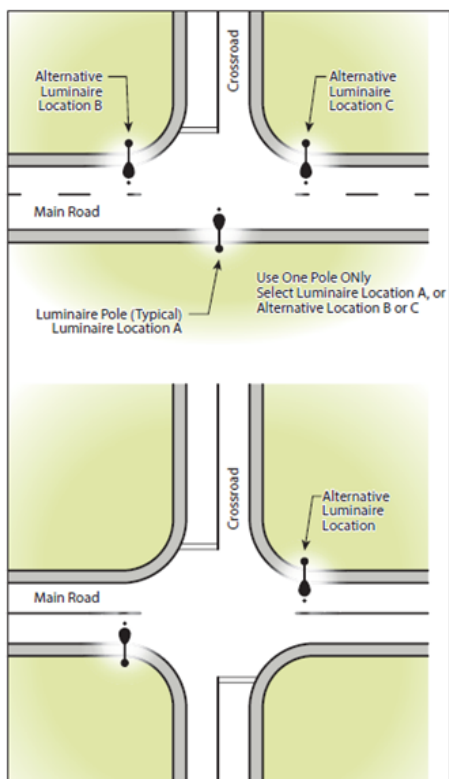 Alternative
Luminaire
Location B
Crossroad
Alternative
Luminaire
Location C
Main Road
Use One Pole ONly
Select Luminaire Location A, or
Alternative Location B or C
Luminaire Pole (Typical)
Luminaire Location A
Crossroad
Alternative
Luminaire
Location
Main Road